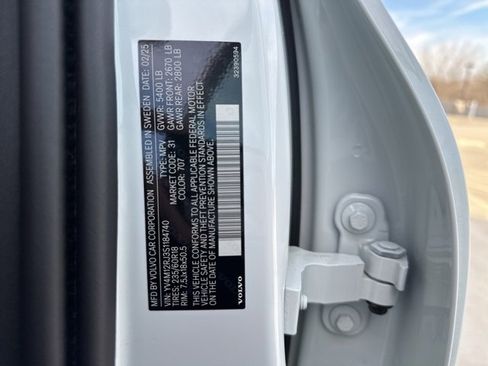 MFD BY VOLVO CAR CORPORATION ASSEMBLED IN SWEDEN DATE: 02/25
VIN: YV4M12RJ3S1184740 TYPE: MPV GVWR: 5400 LB
TIRES: 235/60R18 MARKET CODE: 31 GAWR FRONT: 2670 LB
RIM: 7.5Jx18x50.5 COLOR: 707 GAWR REAR: 2800 LB
THIS VEHICLE CONFORMS TO ALL APPLICABLE FEDERAL MOTOR
VEHICLE SAFETY AND THEFT PREVENTION STANDARDS IN EFFECT
ON THE DATE OF MANUFACTURE SHOWN ABOVE.
VOLVO 32390594